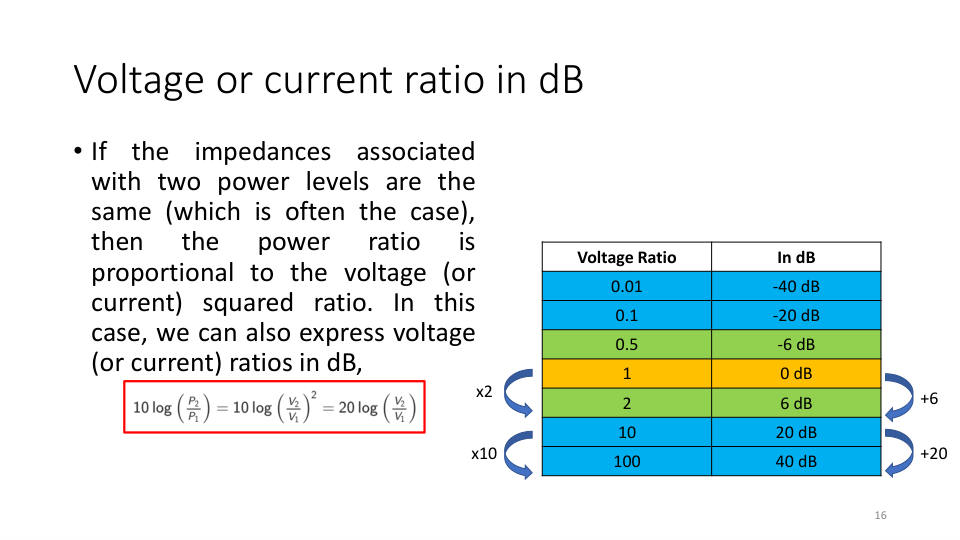 Voltage or current ratio in dB
• If the impedances associated
with two power levels are the
same (which is often the case),
then the power ratio is
proportional to the voltage (or
current) squared ratio. In this
case, we can also express voltage
(or current) ratios in dB,
10 log (P₂/P₁) = 10 log (V₂/V₁)² = 20 log (V₂/V₁)
Voltage Ratio In dB
0.01 -40 dB
0.1 -20 dB
0.5 -6 dB
1 0 dB
2 6 dB
10 20 dB
100 40 dB
x2
+6
x10
+20
16